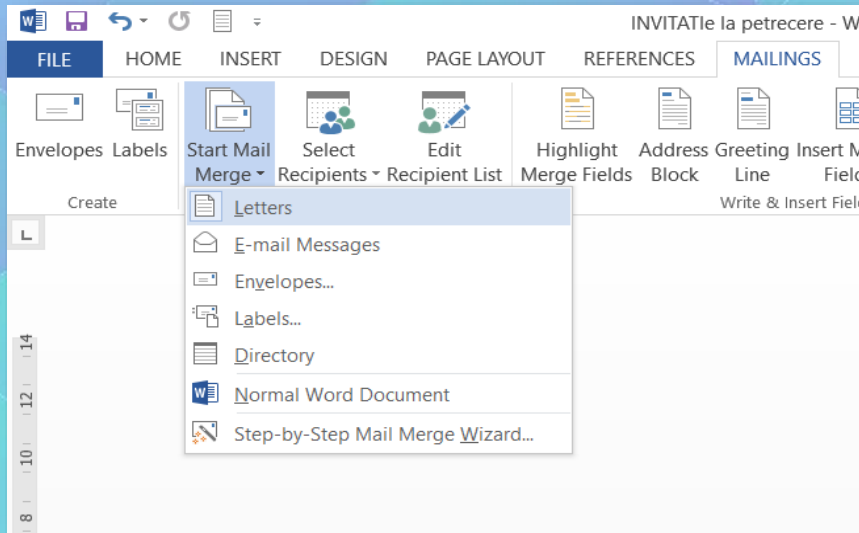 INVITATIe la petrecere - W
FILE HOME INSERT DESIGN PAGE LAYOUT REFERENCES MAILINGS
Envelopes Labels Start Mail Merge Select Recipients Edit Recipient List Highlight Merge Fields Address Block Greeting Line Insert M Field
Create Write & Insert Fiel
Letters
E-mail Messages
Envelopes...
Labels...
Directory
Normal Word Document
Step-by-Step Mail Merge Wizard...
14
12
10
8